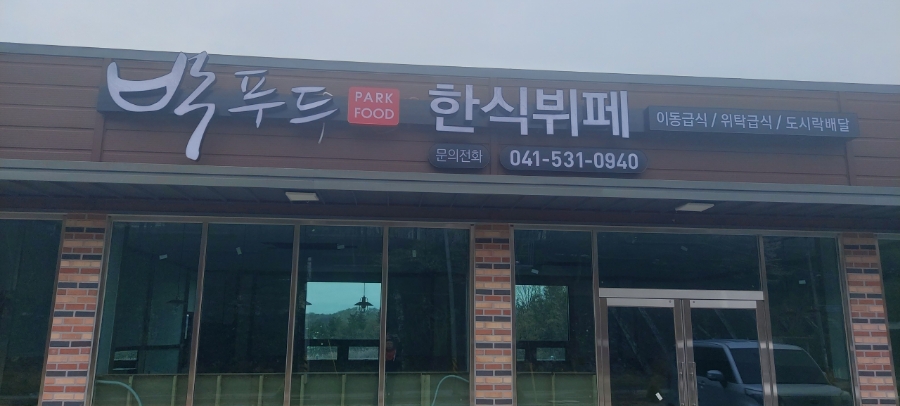 박푸드 PARK FOOD 한식뷔페 이동급식 / 위탁급식 / 도시락배달
문의전화 041-531-0940